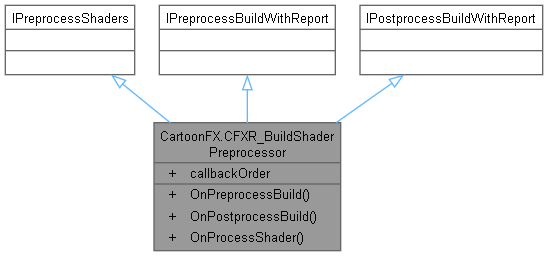 IPreprocessShaders
IPreprocessBuildWithReport
IPostprocessBuildWithReport
CartoonFX.CFXR_BuildShader
Preprocessor
+ callbackOrder
+ OnPreprocessBuild()
+ OnPostprocessBuild()
+ OnProcessShader()